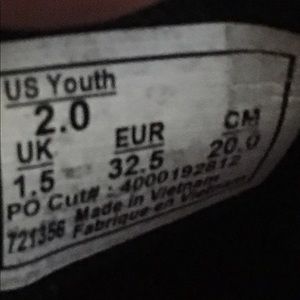 US Youth
2.0
UK EUR CM
1.5 32.5 20.0
PO Cut# : 4000192812
721356 Made in Vietnam
Fabriqué en Vietnam